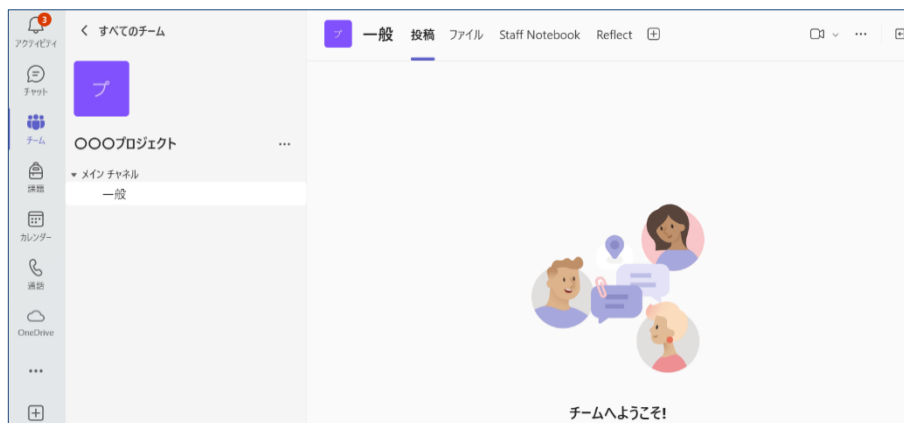 3
アクティビティ
チャット
チーム
課題
カレンダー
通話
OneDrive
すべてのチーム
プ
〇〇〇プロジェクト
メイン チャネル
一般
プ 一般 投稿 ファイル Staff Notebook Reflect
チームへようこそ!